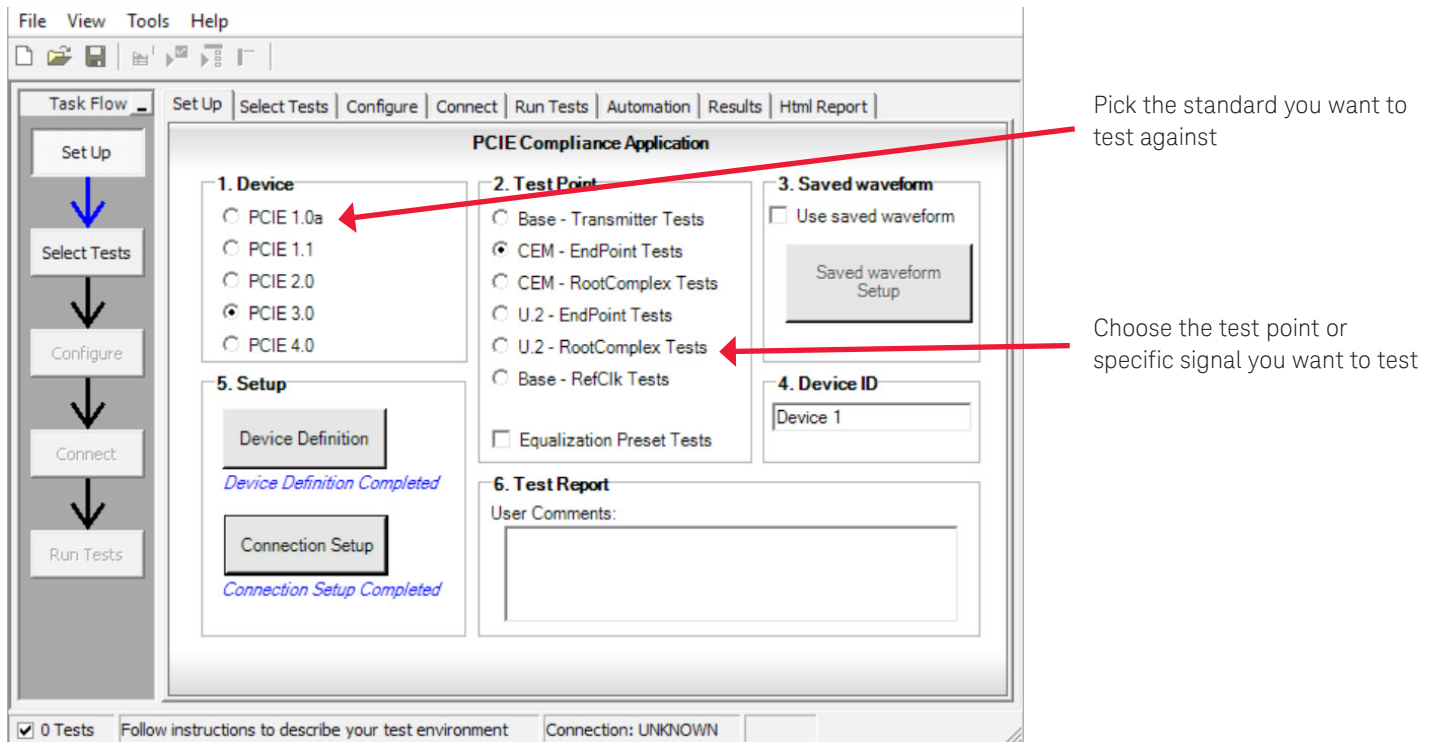 File View Tools Help
Task Flow
Set Up
Select Tests
Configure
Connect
Run Tests
Set Up Select Tests Configure Connect Run Tests Automation Results Html Report
PCIE Compliance Application
1. Device
PCIE 1.0a
PCIE 1.1
PCIE 2.0
PCIE 3.0
PCIE 4.0
2. Test Point
Base - Transmitter Tests
CEM - EndPoint Tests
CEM - RootComplex Tests
U.2 - EndPoint Tests
U.2 - RootComplex Tests
Base - RefClk Tests
Equalization Preset Tests
3. Saved waveform
Use saved waveform
Saved waveform
Setup
4. Device ID
Device 1
5. Setup
Device Definition
Device Definition Completed
Connection Setup
Connection Setup Completed
6. Test Report
User Comments:
0 Tests Follow instructions to describe your test environment Connection: UNKNOWN
Pick the standard you want to
test against
Choose the test point or
specific signal you want to test